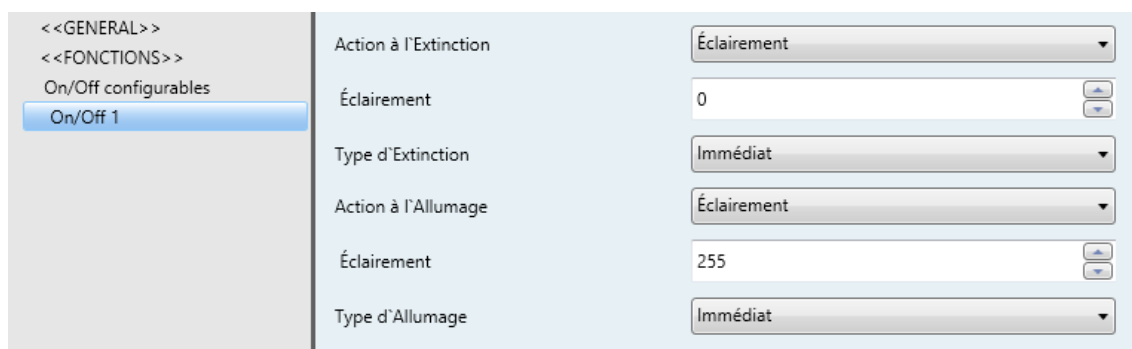 <<GENERAL>>
<<FONCTIONS>>
On/Off configurables
On/Off 1
Action à l`Extinction
Éclairement
Éclairement
0
Type d`Extinction
Immédiat
Action à l`Allumage
Éclairement
Éclairement
255
Type d`Allumage
Immédiat